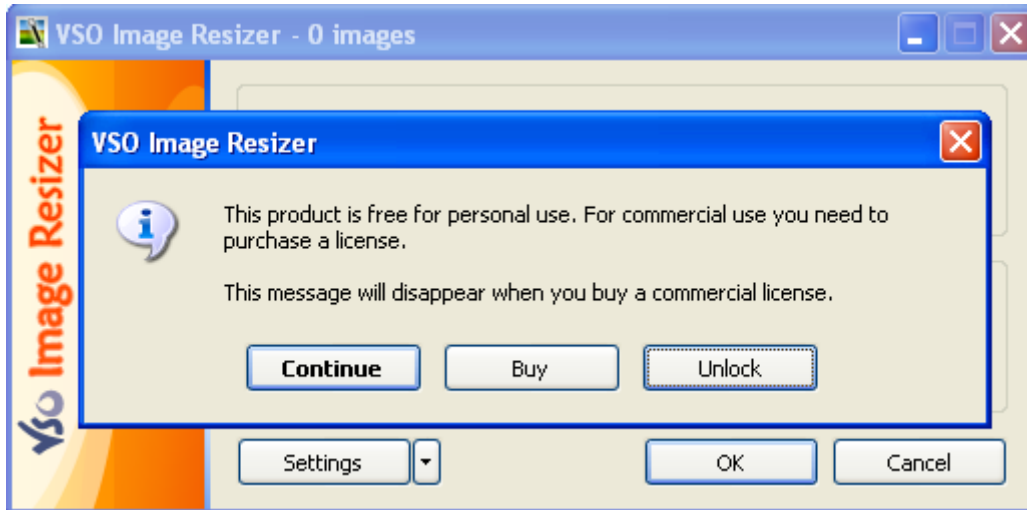 VSO Image Resizer - 0 images
vso Image Resizer
VSO Image Resizer
This product is free for personal use. For commercial use you need to
purchase a license.
This message will disappear when you buy a commercial license.
Continue
Buy
Unlock
Settings
OK
Cancel